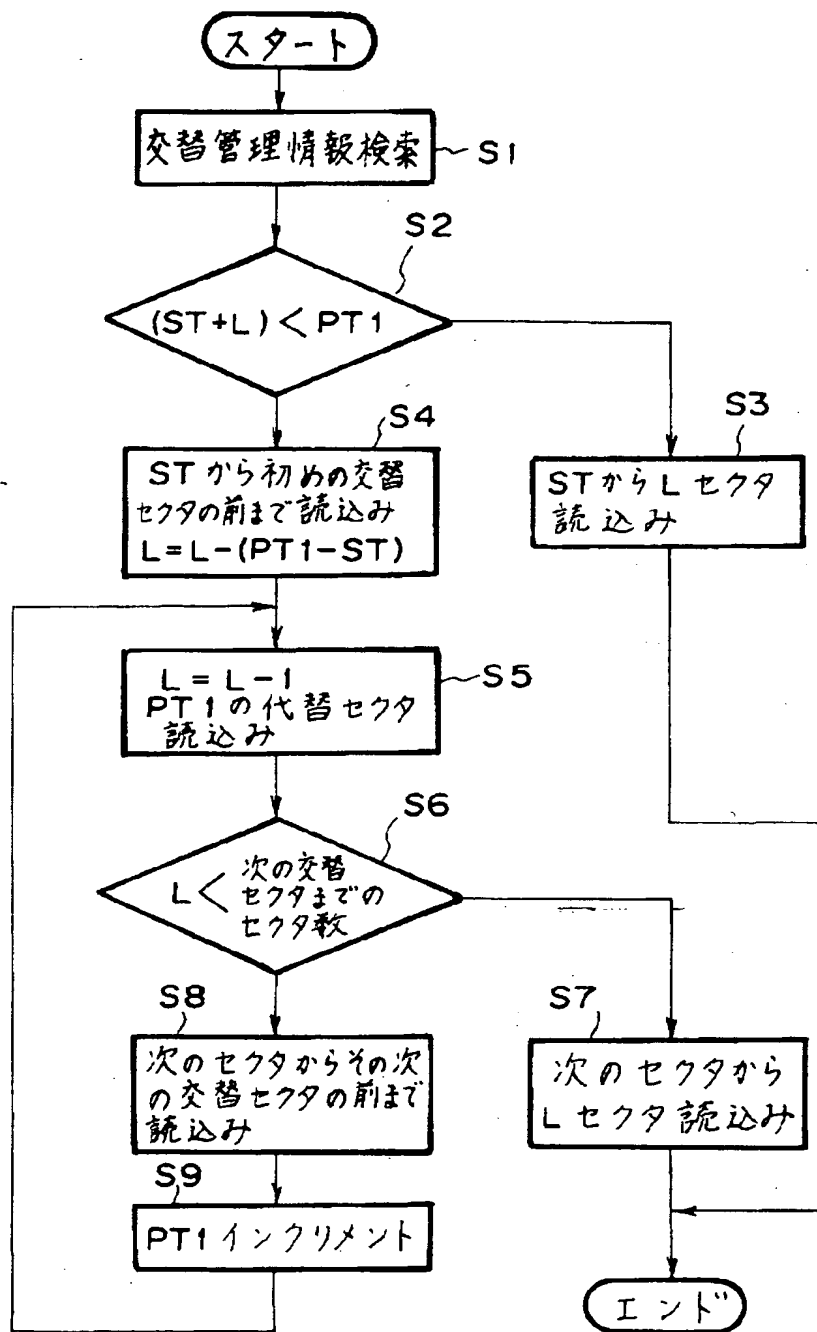 スタート
交替管理情報検索
S1
S2
(ST+L)<PT1
S4
STから初めの交替
セクタの前まで読込み
L=L-(PT1-ST)
S3
STからLセクタ
読込み
L=L-1
PT1の代替セクタ
読込み
S5
S6
L<
次の交替
セクタまでの
セクタ数
S8
次のセクタからその次
の交替セクタの前まで
読込み
S7
次のセクタから
Lセクタ読込み
S9
PT1インクリメント
エンド